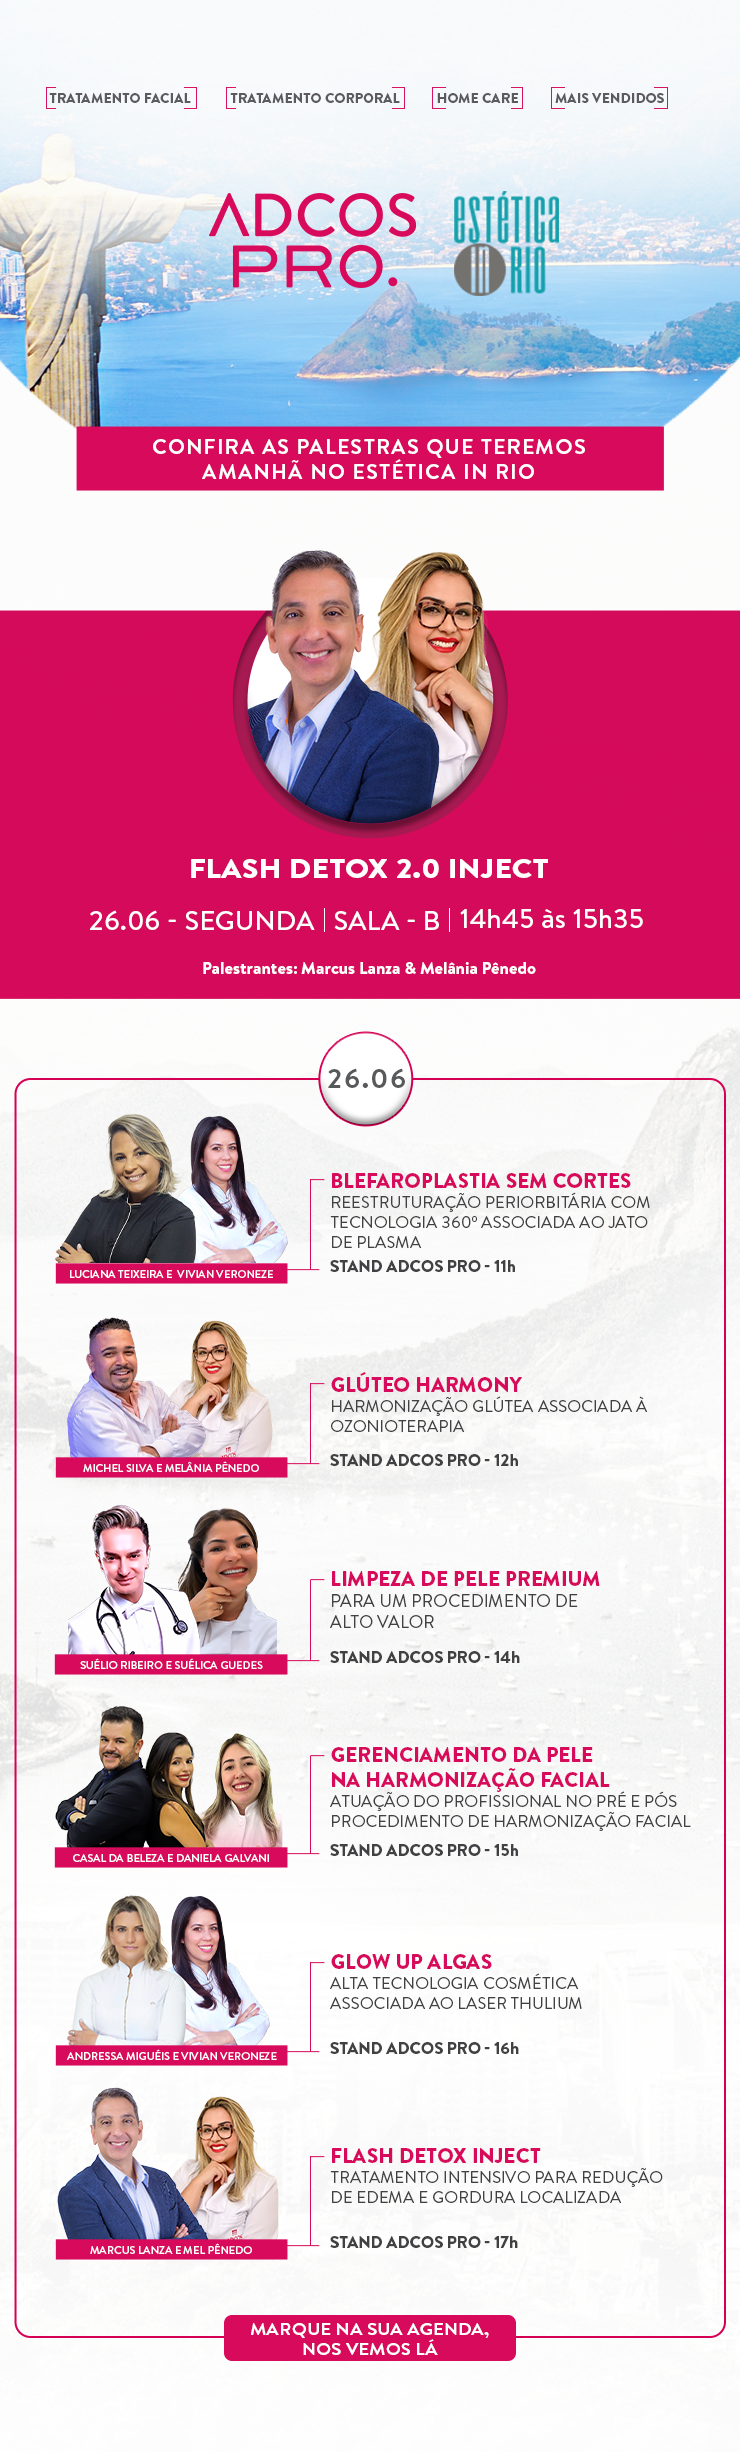 TRATAMENTO FACIAL
TRATAMENTO CORPORAL
HOME CARE
MAIS VENDIDOS
ADCOS
PRO.
estética
IN RIO
CONFIRA AS PALESTRAS QUE TEREMOS
AMANHÃ NO ESTÉTICA IN RIO
FLASH DETOX 2.0 INJECT
26.06 - SEGUNDA | SALA - B | 14h45 às 15h35
Palestrantes: Marcus Lanza & Melânia Pênedo
26.06
BLEFAROPLASTIA SEM CORTES
REESTRUTURAÇÃO PERIORBITÁRIA COM
TECNOLOGIA 360º ASSOCIADA AO JATO
DE PLASMA
STAND ADCOS PRO - 11h
LUCIANA TEIXEIRA E VIVIAN VERONEZE
GLÚTEO HARMONY
HARMONIZAÇÃO GLÚTEA ASSOCIADA À
OZONIOTERAPIA
STAND ADCOS PRO - 12h
MICHEL SILVA E MELÂNIA PÊNEDO
LIMPEZA DE PELE PREMIUM
PARA UM PROCEDIMENTO DE
ALTO VALOR
STAND ADCOS PRO - 14h
SUÉLIO RIBEIRO E SUÉLICA GUEDES
GERENCIAMENTO DA PELE
NA HARMONIZAÇÃO FACIAL
ATUAÇÃO DO PROFISSIONAL NO PRÉ E PÓS
PROCEDIMENTO DE HARMONIZAÇÃO FACIAL
STAND ADCOS PRO - 15h
CASAL DA BELEZA E DANIELA GALVANI
GLOW UP ALGAS
ALTA TECNOLOGIA COSMÉTICA
ASSOCIADA AO LASER THULIUM
STAND ADCOS PRO - 16h
ANDRESSA MIGUÉIS E VIVIAN VERONEZE
FLASH DETOX INJECT
TRATAMENTO INTENSIVO PARA REDUÇÃO
DE EDEMA E GORDURA LOCALIZADA
STAND ADCOS PRO - 17h
MARCUS LANZA E MEL PÊNEDO
MARQUE NA SUA AGENDA,
NOS VEMOS LÁ